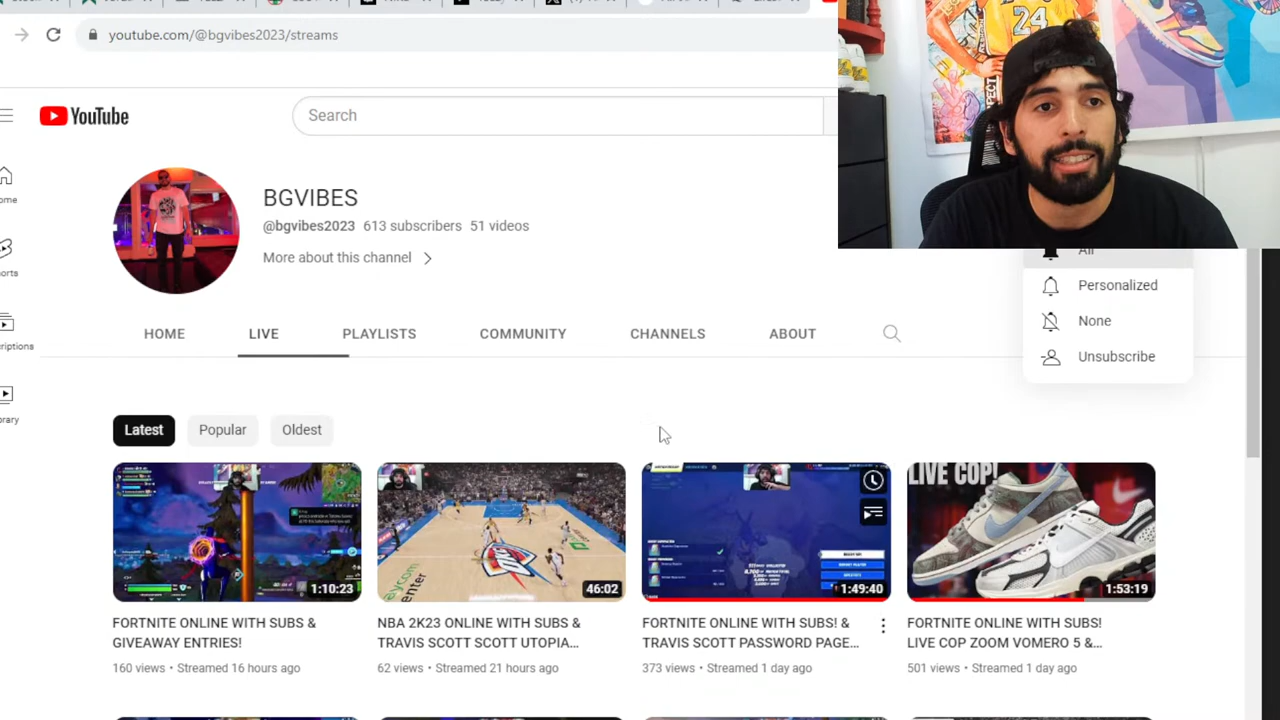 youtube.com/@bgvibes2023/streams
YouTube
Search
24
BGVIBES
@bgvibes2023 613 subscribers 51 videos
More about this channel
All
Personalized
None
Unsubscribe
HOME
LIVE
PLAYLISTS
COMMUNITY
CHANNELS
ABOUT
Latest
Popular
Oldest
1:10:23
46:02
1:49:40
LIVE COP!
1:53:19
FORTNITE ONLINE WITH SUBS &
GIVEAWAY ENTRIES!
160 views • Streamed 16 hours ago
NBA 2K23 ONLINE WITH SUBS &
TRAVIS SCOTT SCOTT UTOPIA...
62 views • Streamed 21 hours ago
FORTNITE ONLINE WITH SUBS! &
TRAVIS SCOTT PASSWORD PAGE...
373 views • Streamed 1 day ago
FORTNITE ONLINE WITH SUBS!
LIVE COP ZOOM VOMERO 5 &...
501 views • Streamed 1 day ago